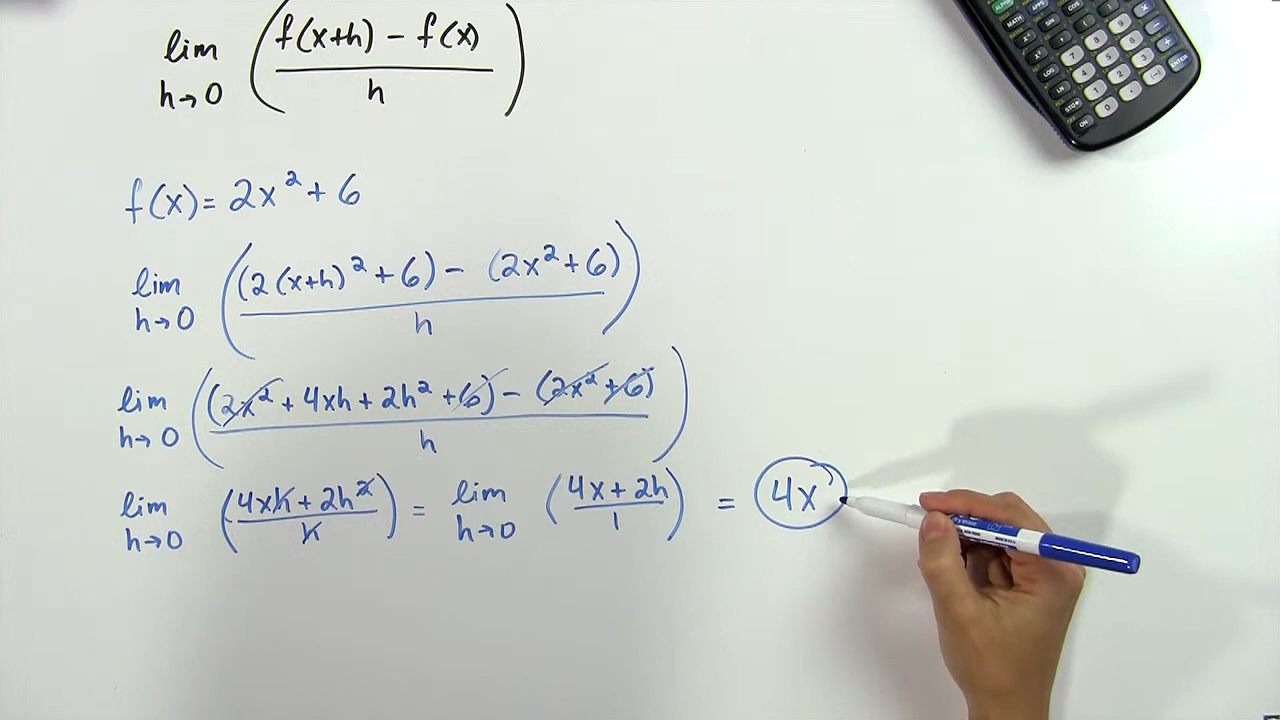 lim h→0 (f(x+h) - f(x) / h)
f(x) = 2x² + 6
lim h→0 ((2(x+h)² + 6) - (2x² + 6) / h)
lim h→0 ((2x² + 4xh + 2h² + 6) - (2x² + 6) / h)
lim h→0 (4xh + 2h² / h) = lim h→0 (4x + 2h / 1) = 4x